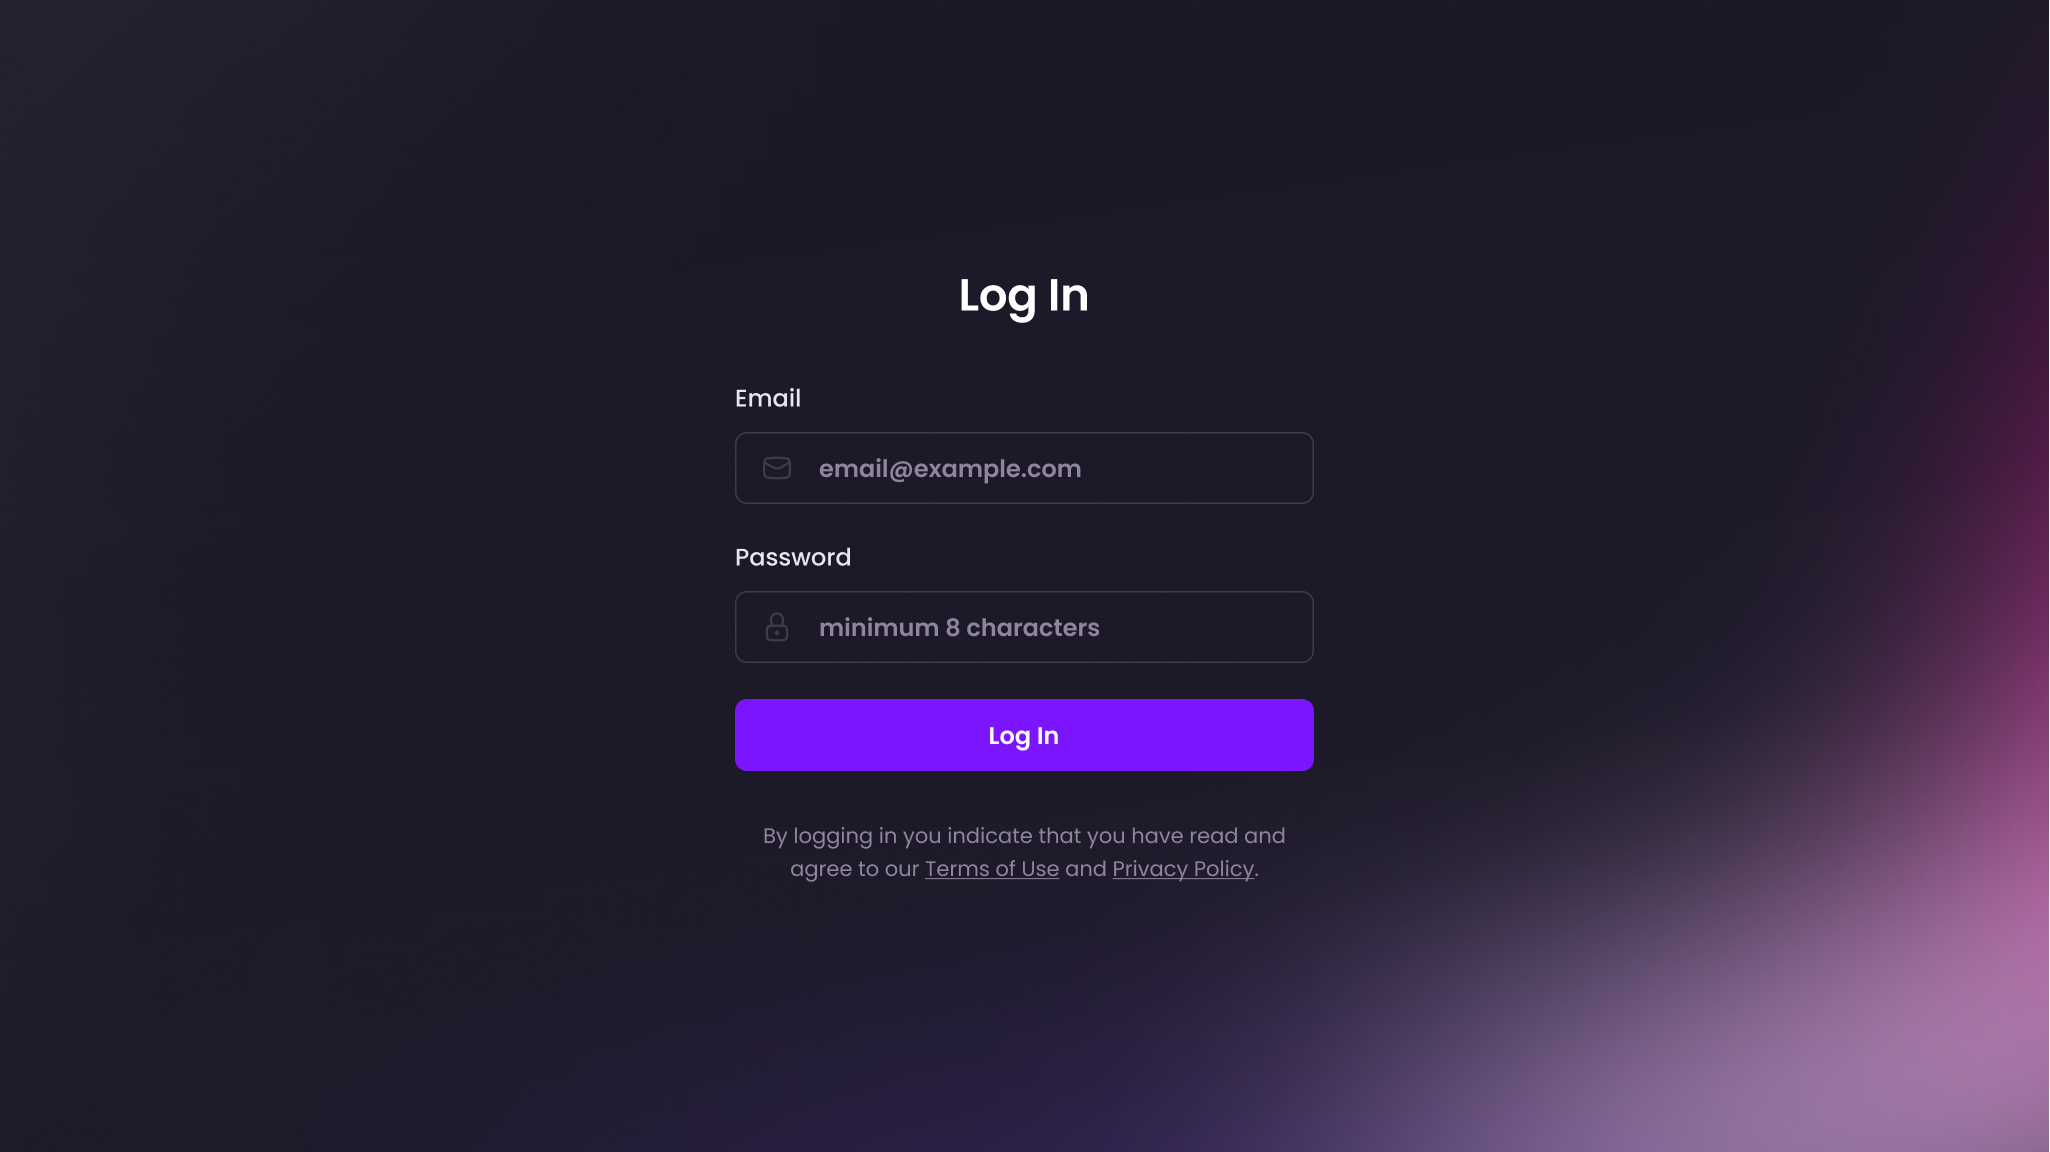 Log In
Email
email@example.com
Password
minimum 8 characters
Log In
By logging in you indicate that you have read and
agree to our Terms of Use and Privacy Policy.